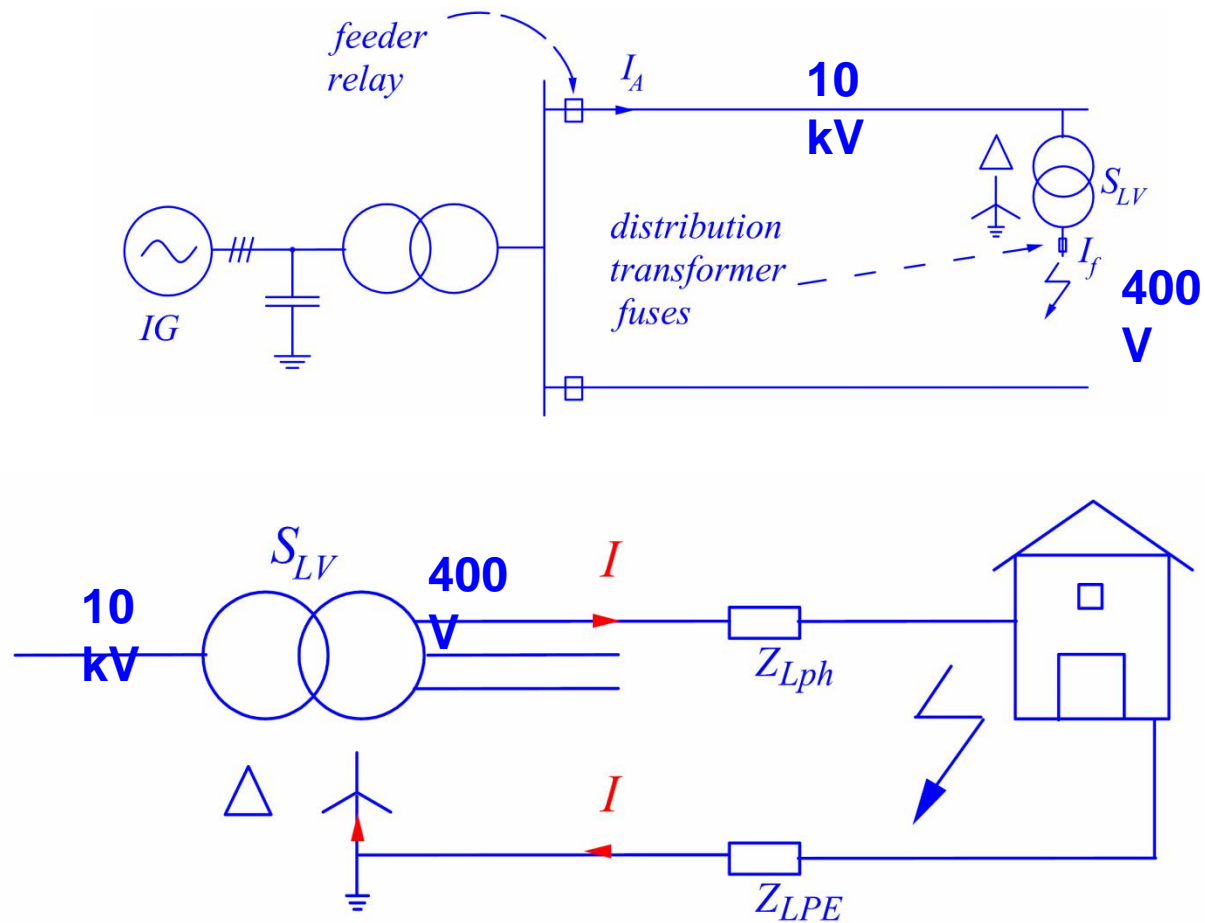 feeder
relay
I_A
10
kV
S_LV
distribution
transformer
fuses
I_f
400
V
IG
S_LV
10
kV
400
V
I
Z_Lph
I
Z_LPE